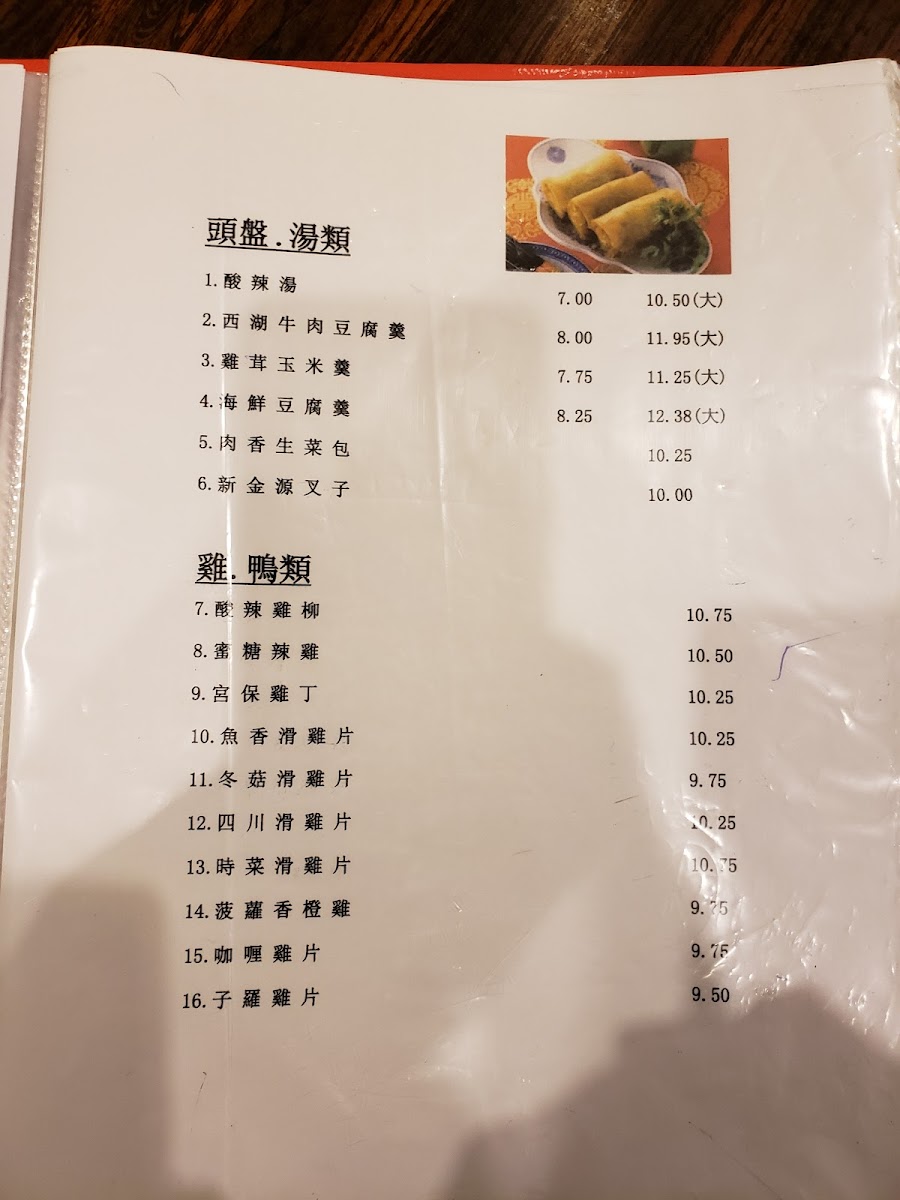 頭盤.湯類
1.酸辣湯 7.00 10.50(大)
2.西湖牛肉豆腐羹 8.00 11.95(大)
3.雞茸玉米羹 7.75 11.25(大)
4.海鮮豆腐羹 8.25 12.38(大)
5.肉香生菜包 10.25
6.新金源叉子 10.00
雞.鴨類
7.酸辣雞柳 10.75
8.蜜糖辣雞 10.50
9.宮保雞丁 10.25
10.魚香滑雞片 10.25
11.冬菇滑雞片 9.75
12.四川滑雞片 10.25
13.時菜滑雞片 10.75
14.菠蘿香橙雞 9.75
15.咖喱雞片 9.75
16.子羅雞片 9.50